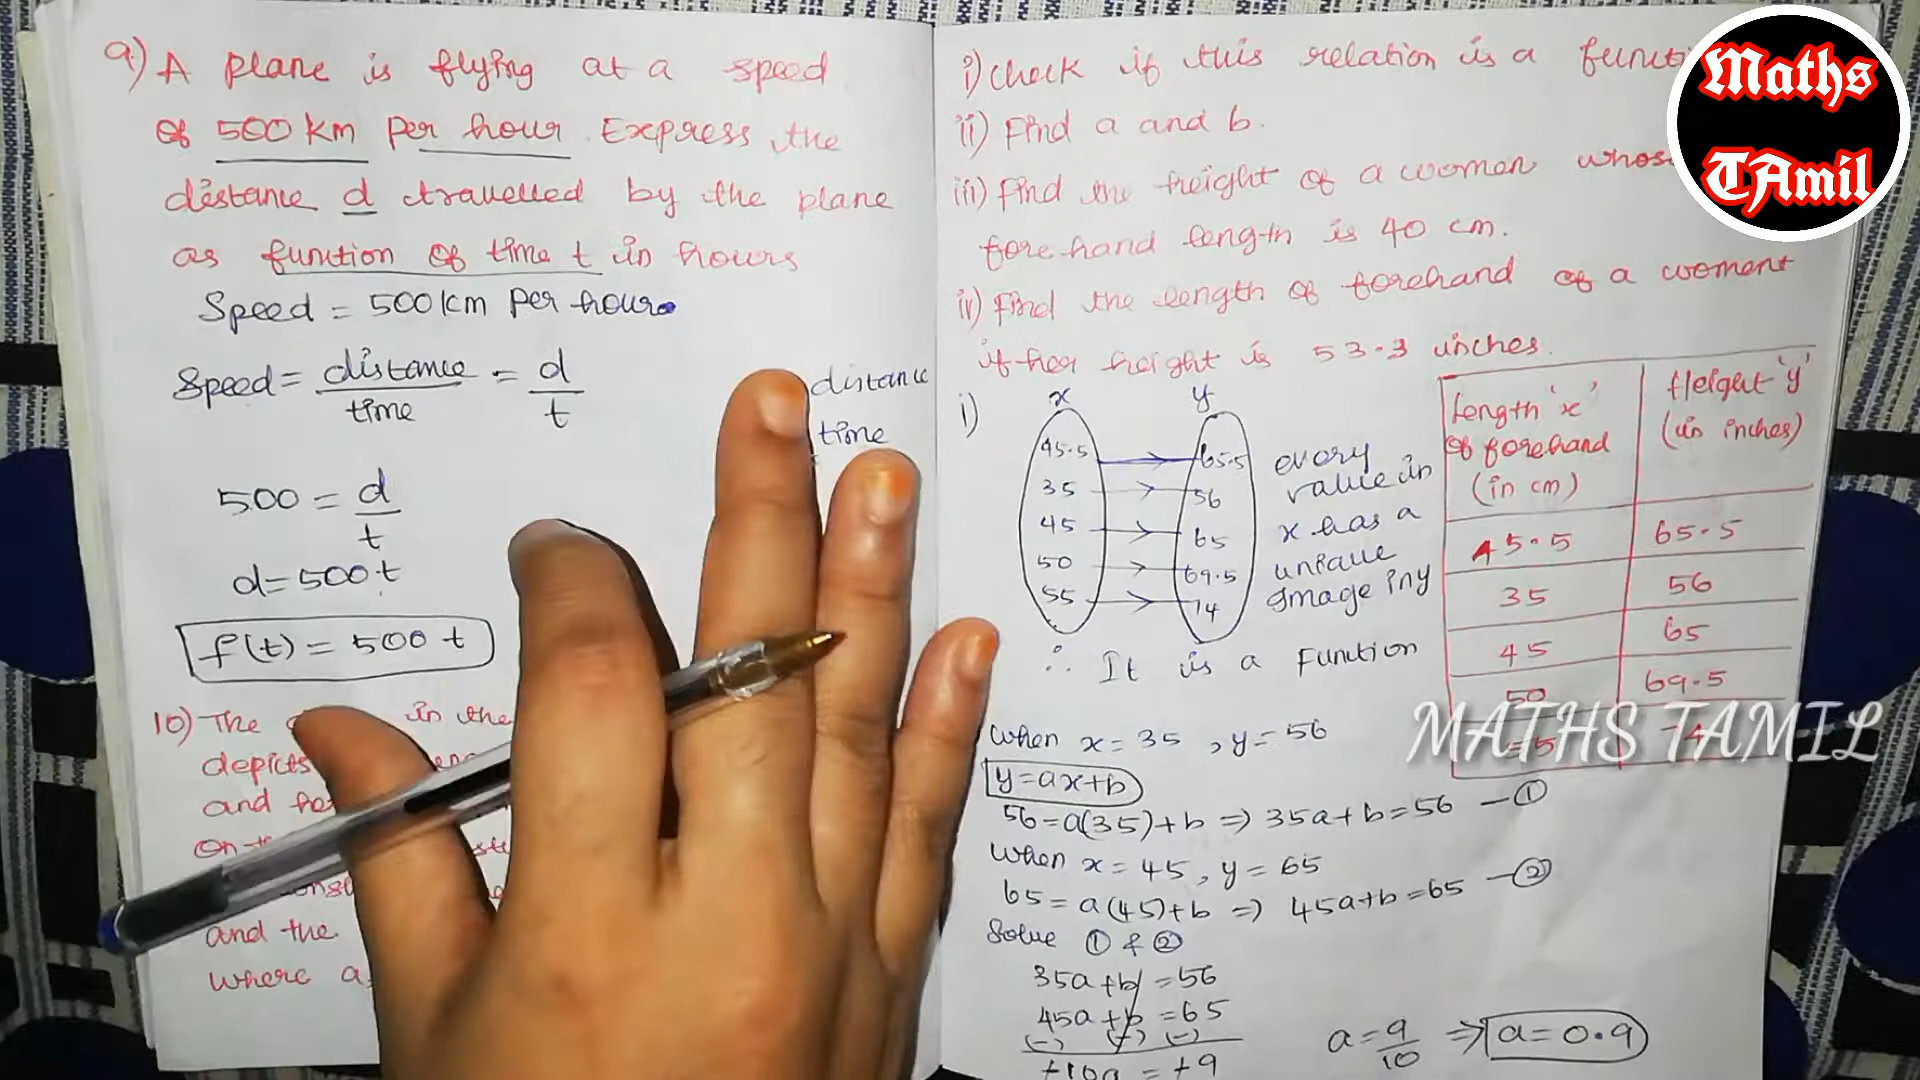 9) A plane is flying at a speed
of 500 km per hour. Express the
distance d travelled by the plane
as function of time t in hours
Speed = 500 km per hour
Speed = distance / time = d / t
distance
time
500 = d / t
d = 500t
f(t) = 500 t
10) The in the
depicts
and
and the
where a,
i) check if this relation is a
ii) Find a and b.
iii) Find the height of a women
forehand length is 40 cm.
iv) Find the length of forehand of a women
if her height is 53.3 inches.
Length 'x' of forehand (in cm) Height 'y' (in inches)
45.5 65.5
35 56
45 65
50 69.5
i) x y
45.5 65.5
35 56
45 65
50 69.5
55 74
every
value in
x has a
unique
Image in y
∴ It is a Function
When x = 35, y = 56
y = ax+b
56 = a(35)+b => 35a+b = 56 — ①
When x = 45, y = 65
65 = a(45)+b => 45a+b = 65 — ②
Solve ① & ②
35a+b = 56
45a+b = 65
(-) (-) (-)
+10a = +9
a = 9/10 => a = 0.9
Maths
TAmil
MATHS TAMIL